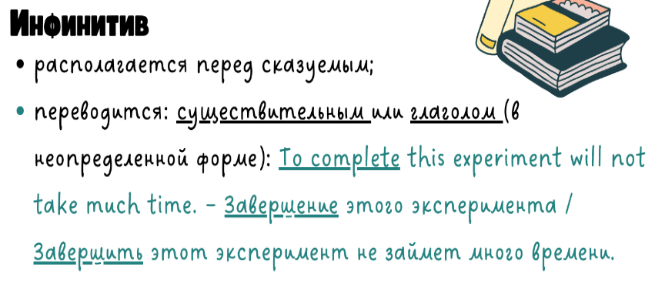 Инфинитив
• располагается перед сказуемым;
• переводится: существительным или глаголом (в
неопределенной форме): To complete this experiment will not
take much time. - Завершение этого эксперимента /
Завершить этот эксперимент не займет много времени.